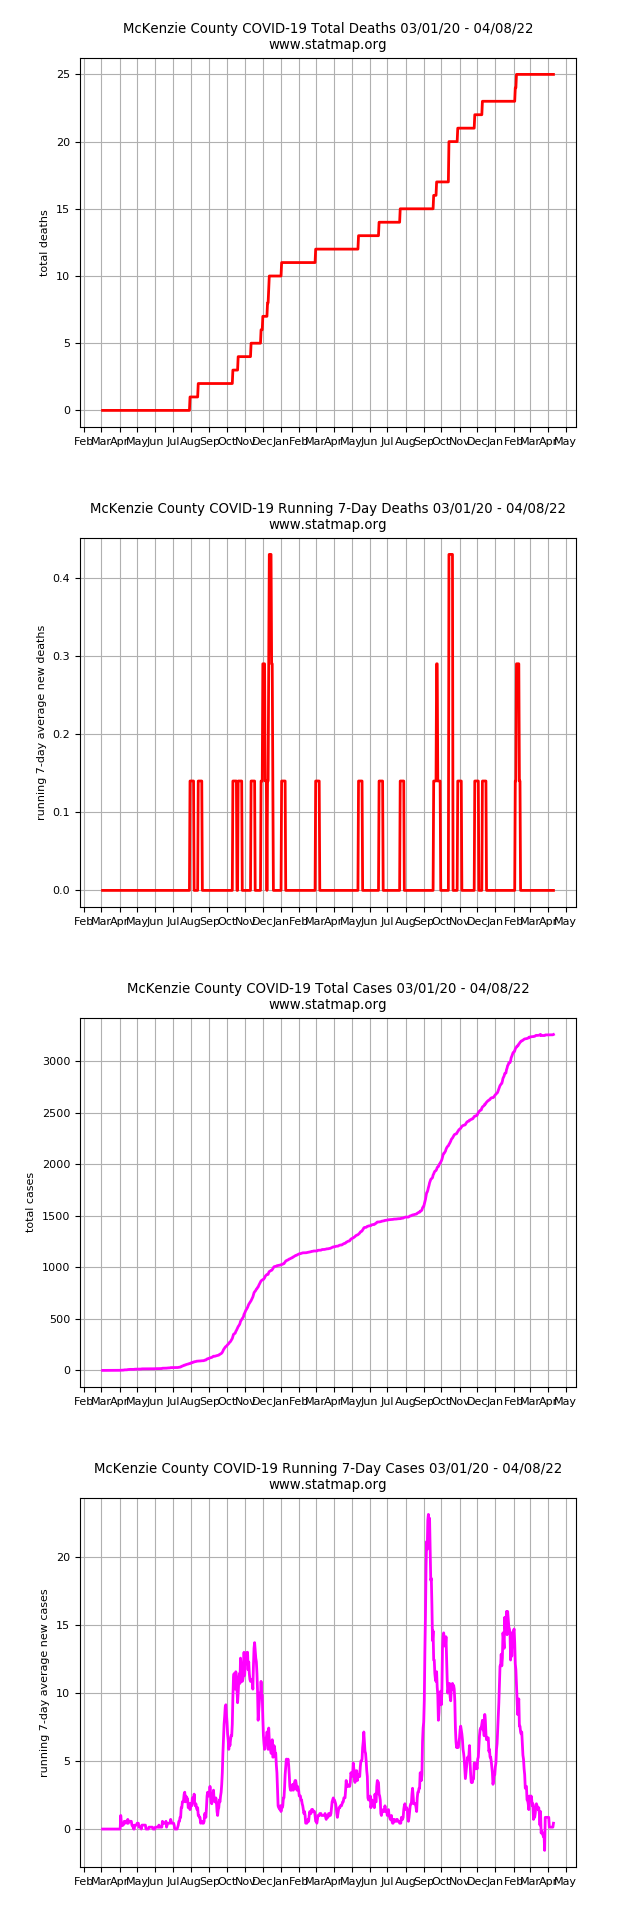 McKenzie County COVID-19 Total Deaths 03/01/20 - 04/08/22
www.statmap.org
25
20
15
10
5
0
total deaths
Feb Mar Apr May Jun Jul Aug Sep Oct Nov Dec Jan Feb Mar Apr May Jun Jul Aug Sep Oct Nov Dec Jan Feb Mar Apr May
McKenzie County COVID-19 Running 7-Day Deaths 03/01/20 - 04/08/22
www.statmap.org
0.4
0.3
0.2
0.1
0.0
running 7-day average new deaths
Feb Mar Apr May Jun Jul Aug Sep Oct Nov Dec Jan Feb Mar Apr May Jun Jul Aug Sep Oct Nov Dec Jan Feb Mar Apr May
McKenzie County COVID-19 Total Cases 03/01/20 - 04/08/22
www.statmap.org
3000
2500
2000
1500
1000
500
0
total cases
Feb Mar Apr May Jun Jul Aug Sep Oct Nov Dec Jan Feb Mar Apr May Jun Jul Aug Sep Oct Nov Dec Jan Feb Mar Apr May
McKenzie County COVID-19 Running 7-Day Cases 03/01/20 - 04/08/22
www.statmap.org
20
15
10
5
0
running 7-day average new cases
Feb Mar Apr May Jun Jul Aug Sep Oct Nov Dec Jan Feb Mar Apr May Jun Jul Aug Sep Oct Nov Dec Jan Feb Mar Apr May